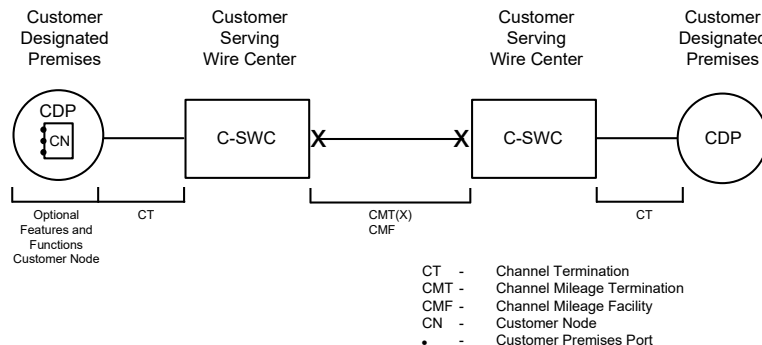 Customer
Designated
Premises
Customer
Serving
Wire Center
Customer
Serving
Wire Center
Customer
Designated
Premises
CDP
CN
C-SWC
X
X
C-SWC
CDP
Optional
Features and
Functions
Customer Node
CT
CMT(X)
CMF
CT
CT - Channel Termination
CMT - Channel Mileage Termination
CMF - Channel Mileage Facility
CN - Customer Node
• - Customer Premises Port